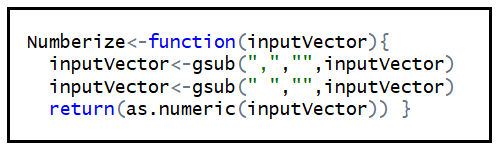 Numberize<-function(inputVector){
  inputVector<-gsub(",","",inputVector)
  inputVector<-gsub(" ","",inputVector)
  return(as.numeric(inputVector)) }